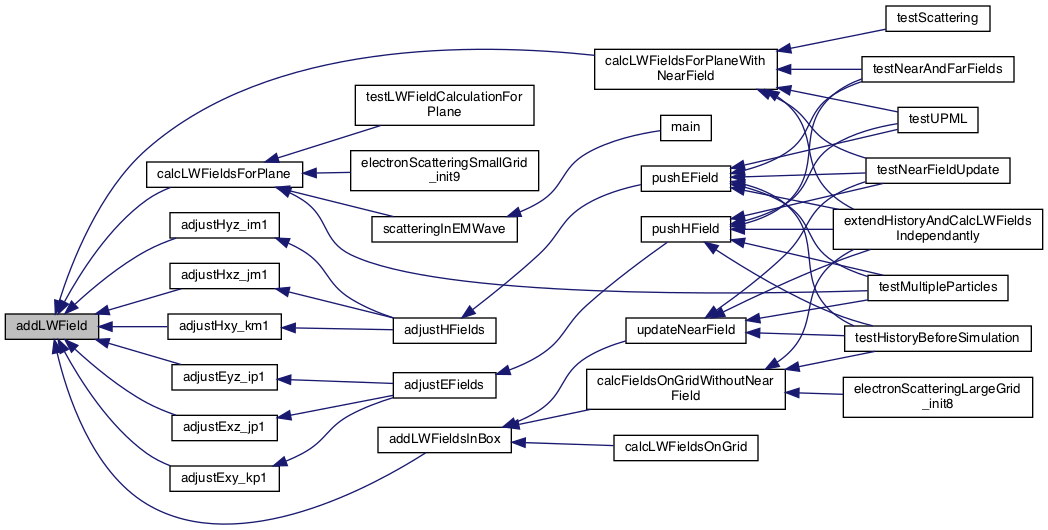 testScattering
calcLWFieldsForPlaneWith
NearField
testNearAndFarFields
testLWFieldCalculationFor
Plane
testUPML
main
electronScatteringSmallGrid
_init9
calcLWFieldsForPlane
testNearFieldUpdate
pushEField
scatteringInEMWave
adjustHyz_im1
pushHField
extendHistoryAndCalcLWFields
Independantly
adjustHxz_jm1
testMultipleParticles
addLWField
adjustHxy_km1
adjustHFields
updateNearField
testHistoryBeforeSimulation
adjustEyz_ip1
adjustEFields
calcFieldsOnGridWithoutNear
Field
electronScatteringLargeGrid
_init8
adjustExz_jp1
addLWFieldsInBox
calcLWFieldsOnGrid
adjustExy_kp1